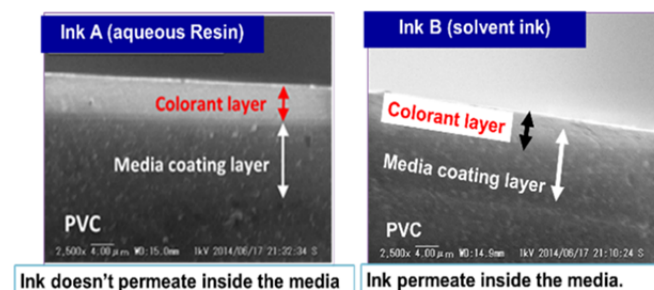 Ink A (aqueous Resin)
Colorant layer
Media coating layer
PVC
2,500x 4.00μm WD:15.0mm 1kV 2014/06/17 21:22:34 S
Ink doesn't permeate inside the media
Ink B (solvent ink)
Colorant layer
Media coating layer
PVC
2,500x 4.00μm WD:14.9mm 1kV 2014/06/17 21:10:24 S
Ink permeate inside the media.